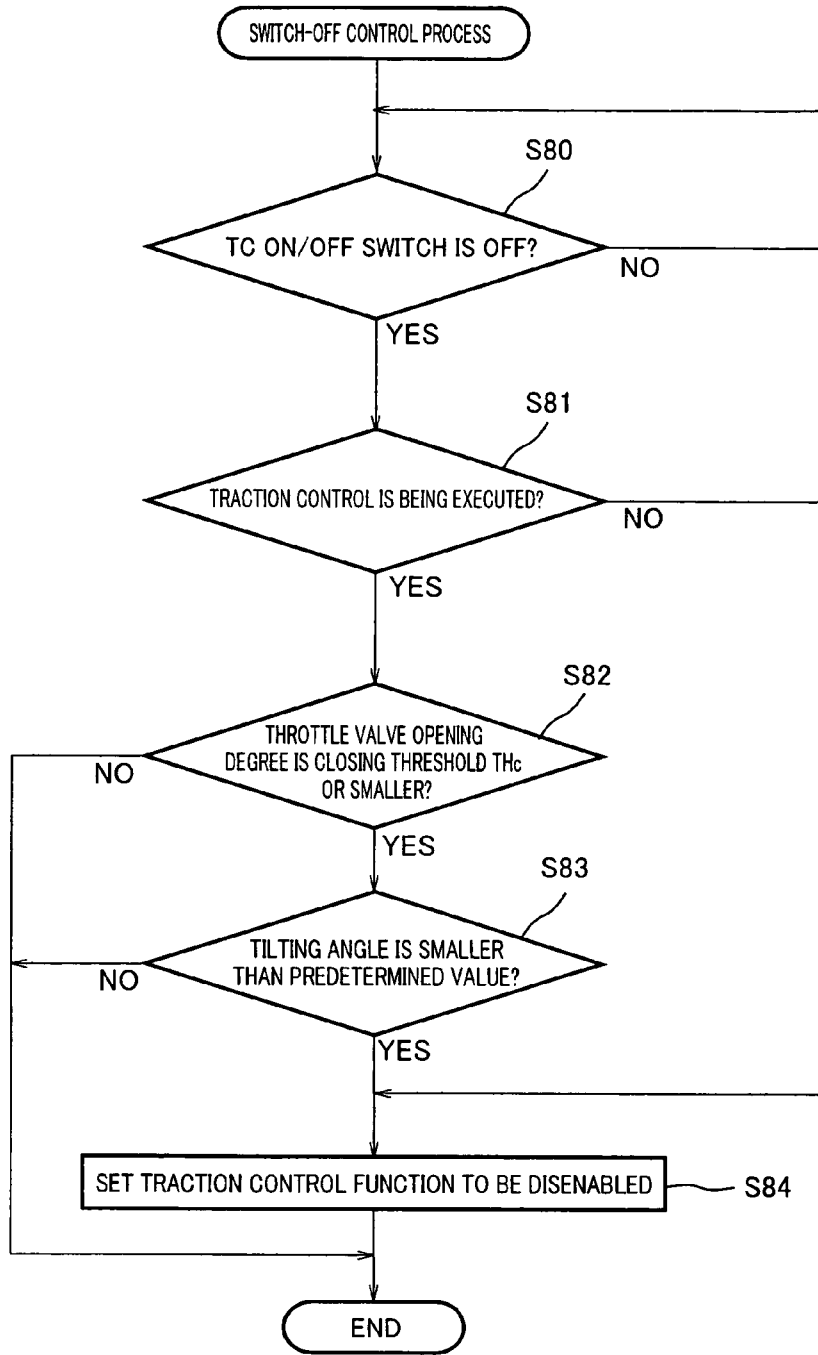 SWITCH-OFF CONTROL PROCESS
S80
TC ON/OFF SWITCH IS OFF?
NO
YES
S81
TRACTION CONTROL IS BEING EXECUTED?
NO
YES
S82
THROTTLE VALVE OPENING
DEGREE IS CLOSING THRESHOLD THc
OR SMALLER?
NO
YES
S83
TILTING ANGLE IS SMALLER
THAN PREDETERMINED VALUE?
NO
YES
SET TRACTION CONTROL FUNCTION TO BE DISENABLED
S84
END